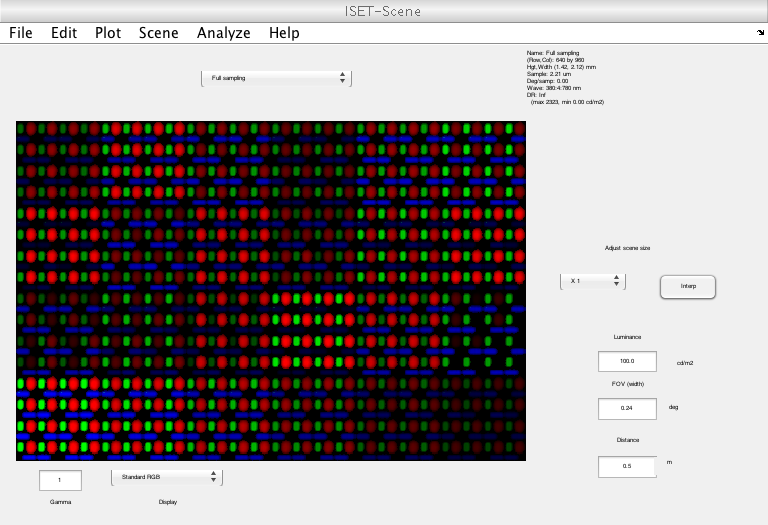 ISET-Scene
File Edit Plot Scene Analyze Help
Full sampling
Name: Full sampling
(Row,Col): 640 by 960
Hgt,Width (1.42, 2.12) mm
Sample: 2.21 um
Deg/samp: 0.00
Wave: 380:4:780 nm
DR: Inf
(max 2323, min 0.00 cd/m2)
Adjust scene size
X 1
Interp
Luminance
100.0 cd/m2
FOV (width)
0.24 deg
Distance
0.5 m
1
Standard RGB
Gamma
Display